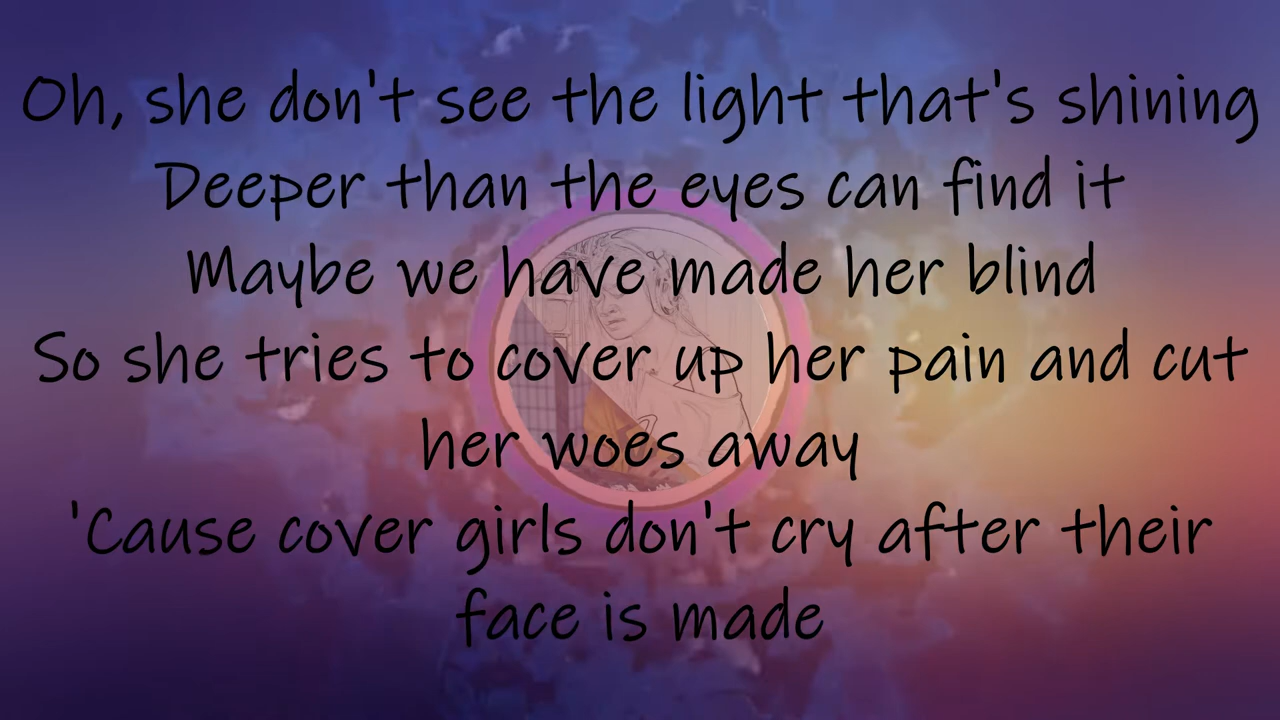 Oh, she don't see the light that's shining
Deeper than the eyes can find it
Maybe we have made her blind
So she tries to cover up her pain and cut
her woes away
'Cause cover girls don't cry after their
face is made